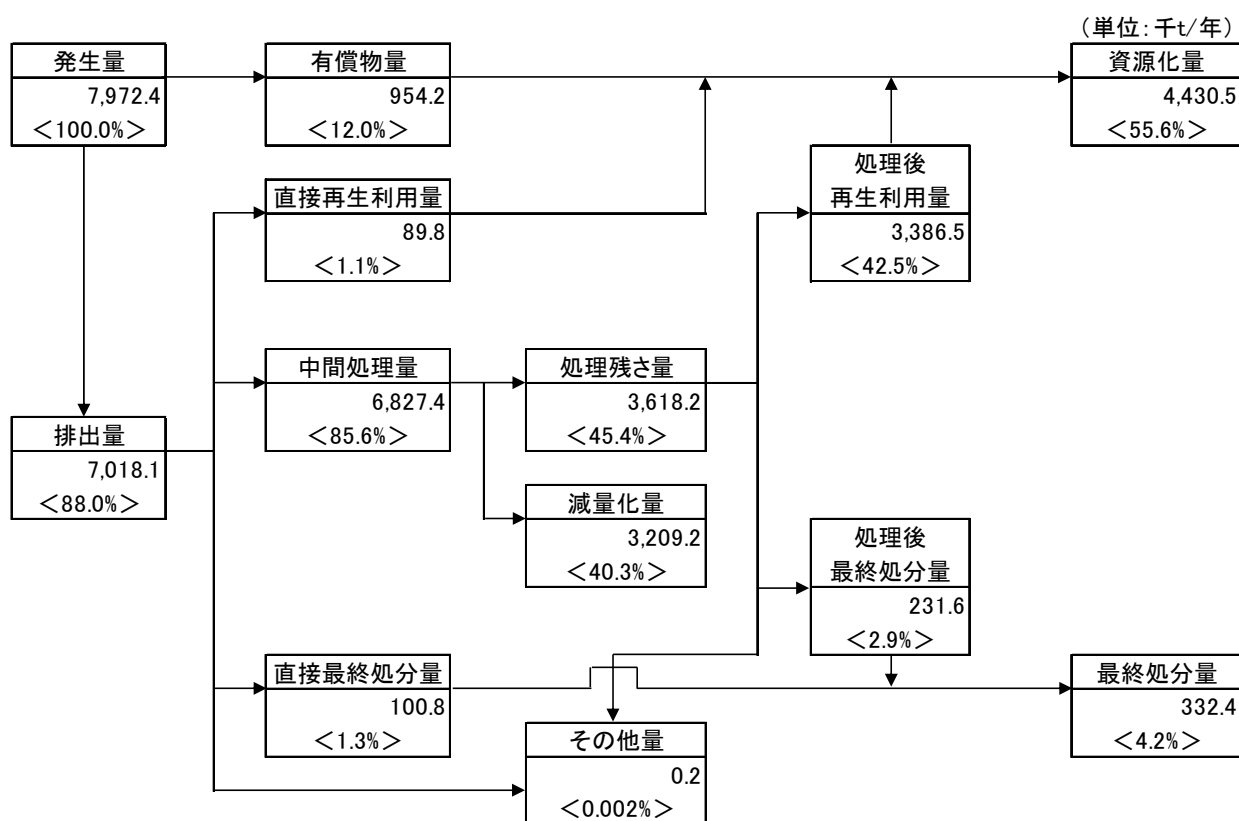 （単位：千t/年）
発生量
7,972.4
＜100.0%＞
有償物量
954.2
＜12.0%＞
資源化量
4,430.5
＜55.6%＞
直接再生利用量
89.8
＜1.1%＞
処理後
再生利用量
3,386.5
＜42.5%＞
中間処理量
6,827.4
＜85.6%＞
処理残さ量
3,618.2
＜45.4%＞
排出量
7,018.1
＜88.0%＞
減量化量
3,209.2
＜40.3%＞
処理後
最終処分量
231.6
＜2.9%＞
直接最終処分量
100.8
＜1.3%＞
最終処分量
332.4
＜4.2%＞
その他量
0.2
＜0.002%＞